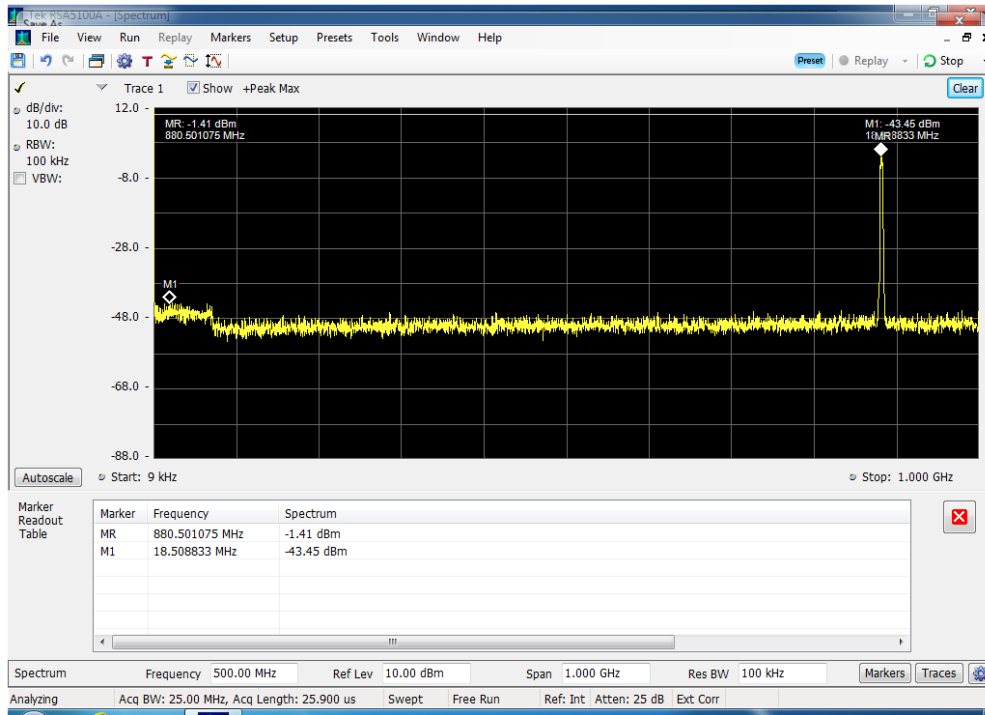 Tek RSA5100A - [Spectrum]
Save As
File View Run Replay Markers Setup Presets Tools Window Help
T
Preset Replay Stop
Trace 1 Show +Peak Max Clear
dB/div:
10.0 dB
RBW:
100 kHz
VBW:
12.0
-8.0
-28.0
-48.0
-68.0
-88.0
MR: -1.41 dBm
880.501075 MHz
M1: -43.45 dBm
MR
M1
Autoscale
Start: 9 kHz
Stop: 1.000 GHz
Marker
Readout
Table
Marker Frequency Spectrum
MR 880.501075 MHz -1.41 dBm
M1 18.508833 MHz -43.45 dBm
Spectrum Frequency 500.00 MHz Ref Lev 10.00 dBm Span 1.000 GHz Res BW 100 kHz Markers Traces
Analyzing Acq BW: 25.00 MHz, Acq Length: 25.900 us Swept Free Run Ref: Int Atten: 25 dB Ext Corr